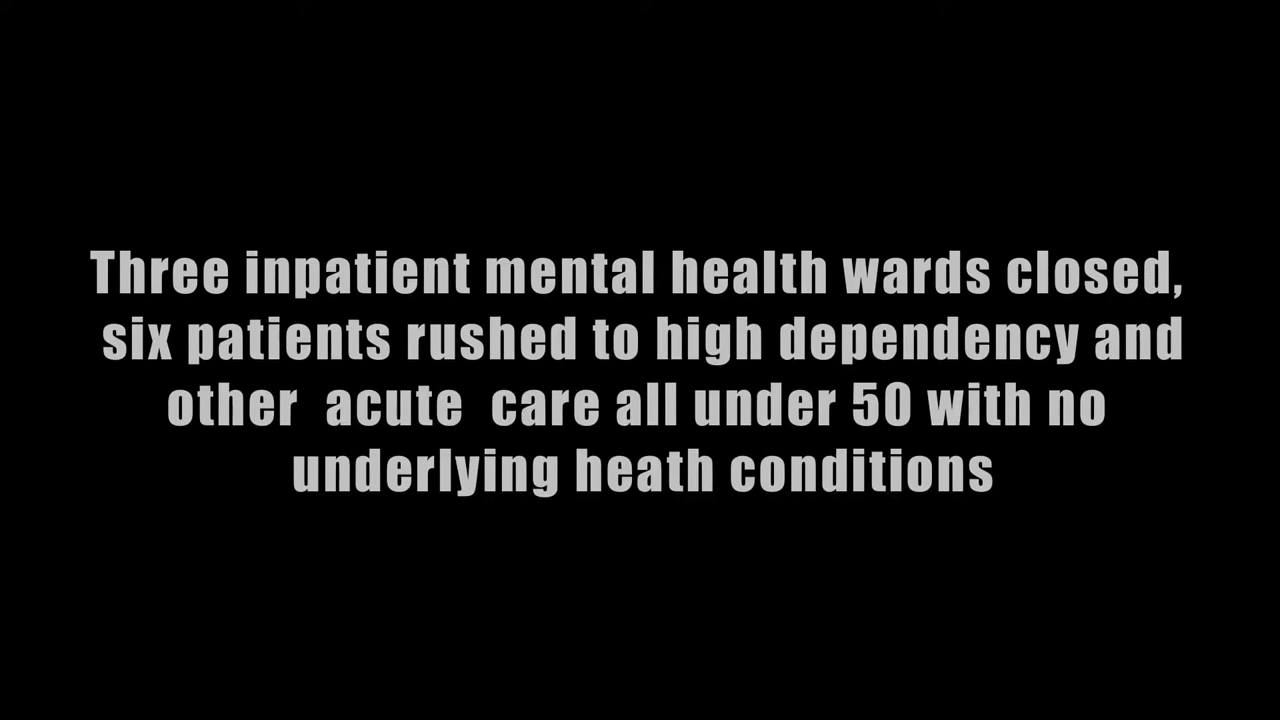 Three inpatient mental health wards closed,
six patients rushed to high dependency and
other acute care all under 50 with no
underlying heath conditions